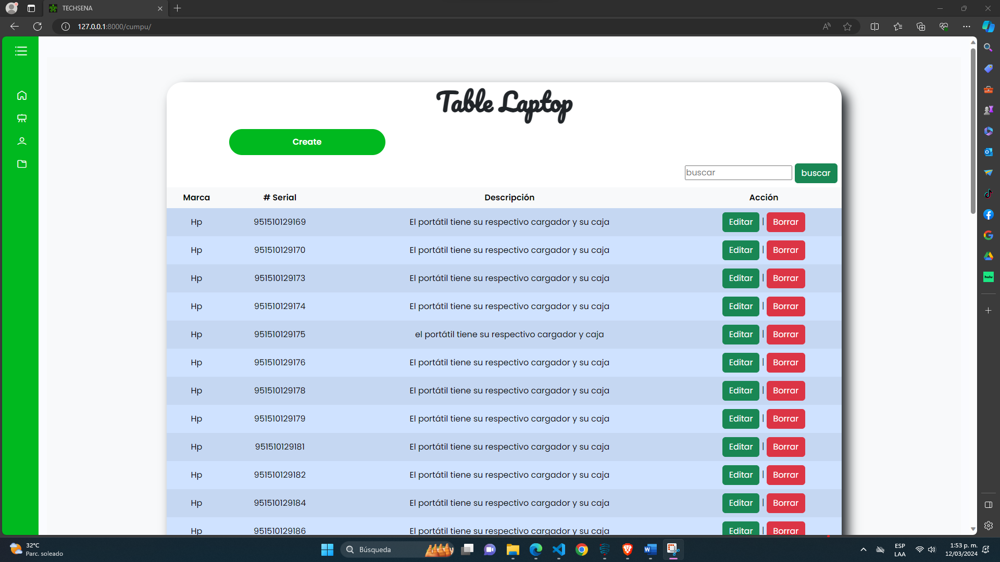 TECHSENA
127.0.0.1:8000/cumpu/
Table Laptop
Create
buscar buscar
Marca # Serial Descripción Acción
Hp 951510129169 El portátil tiene su respectivo cargador y su caja Editar | Borrar
Hp 951510129170 El portátil tiene su respectivo cargador y su caja Editar | Borrar
Hp 951510129173 El portátil tiene su respectivo cargador y su caja Editar | Borrar
Hp 951510129174 El portátil tiene su respectivo cargador y su caja Editar | Borrar
Hp 951510129175 el portátil tiene su respectivo cargador y caja Editar | Borrar
Hp 951510129176 El portátil tiene su respectivo cargador y su caja Editar | Borrar
Hp 951510129178 El portátil tiene su respectivo cargador y su caja Editar | Borrar
Hp 951510129179 El portátil tiene su respectivo cargador y su caja Editar | Borrar
Hp 951510129181 El portátil tiene su respectivo cargador y su caja Editar | Borrar
Hp 951510129182 El portátil tiene su respectivo cargador y su caja Editar | Borrar
Hp 951510129184 El portátil tiene su respectivo cargador y su caja Editar | Borrar
Hp 951510129186 El portátil tiene su respectivo cargador y su caja Editar | Borrar
hulu
32°C
Parc. soleado
Búsqueda
ESP
LAA
1:53 p. m.
12/03/2024